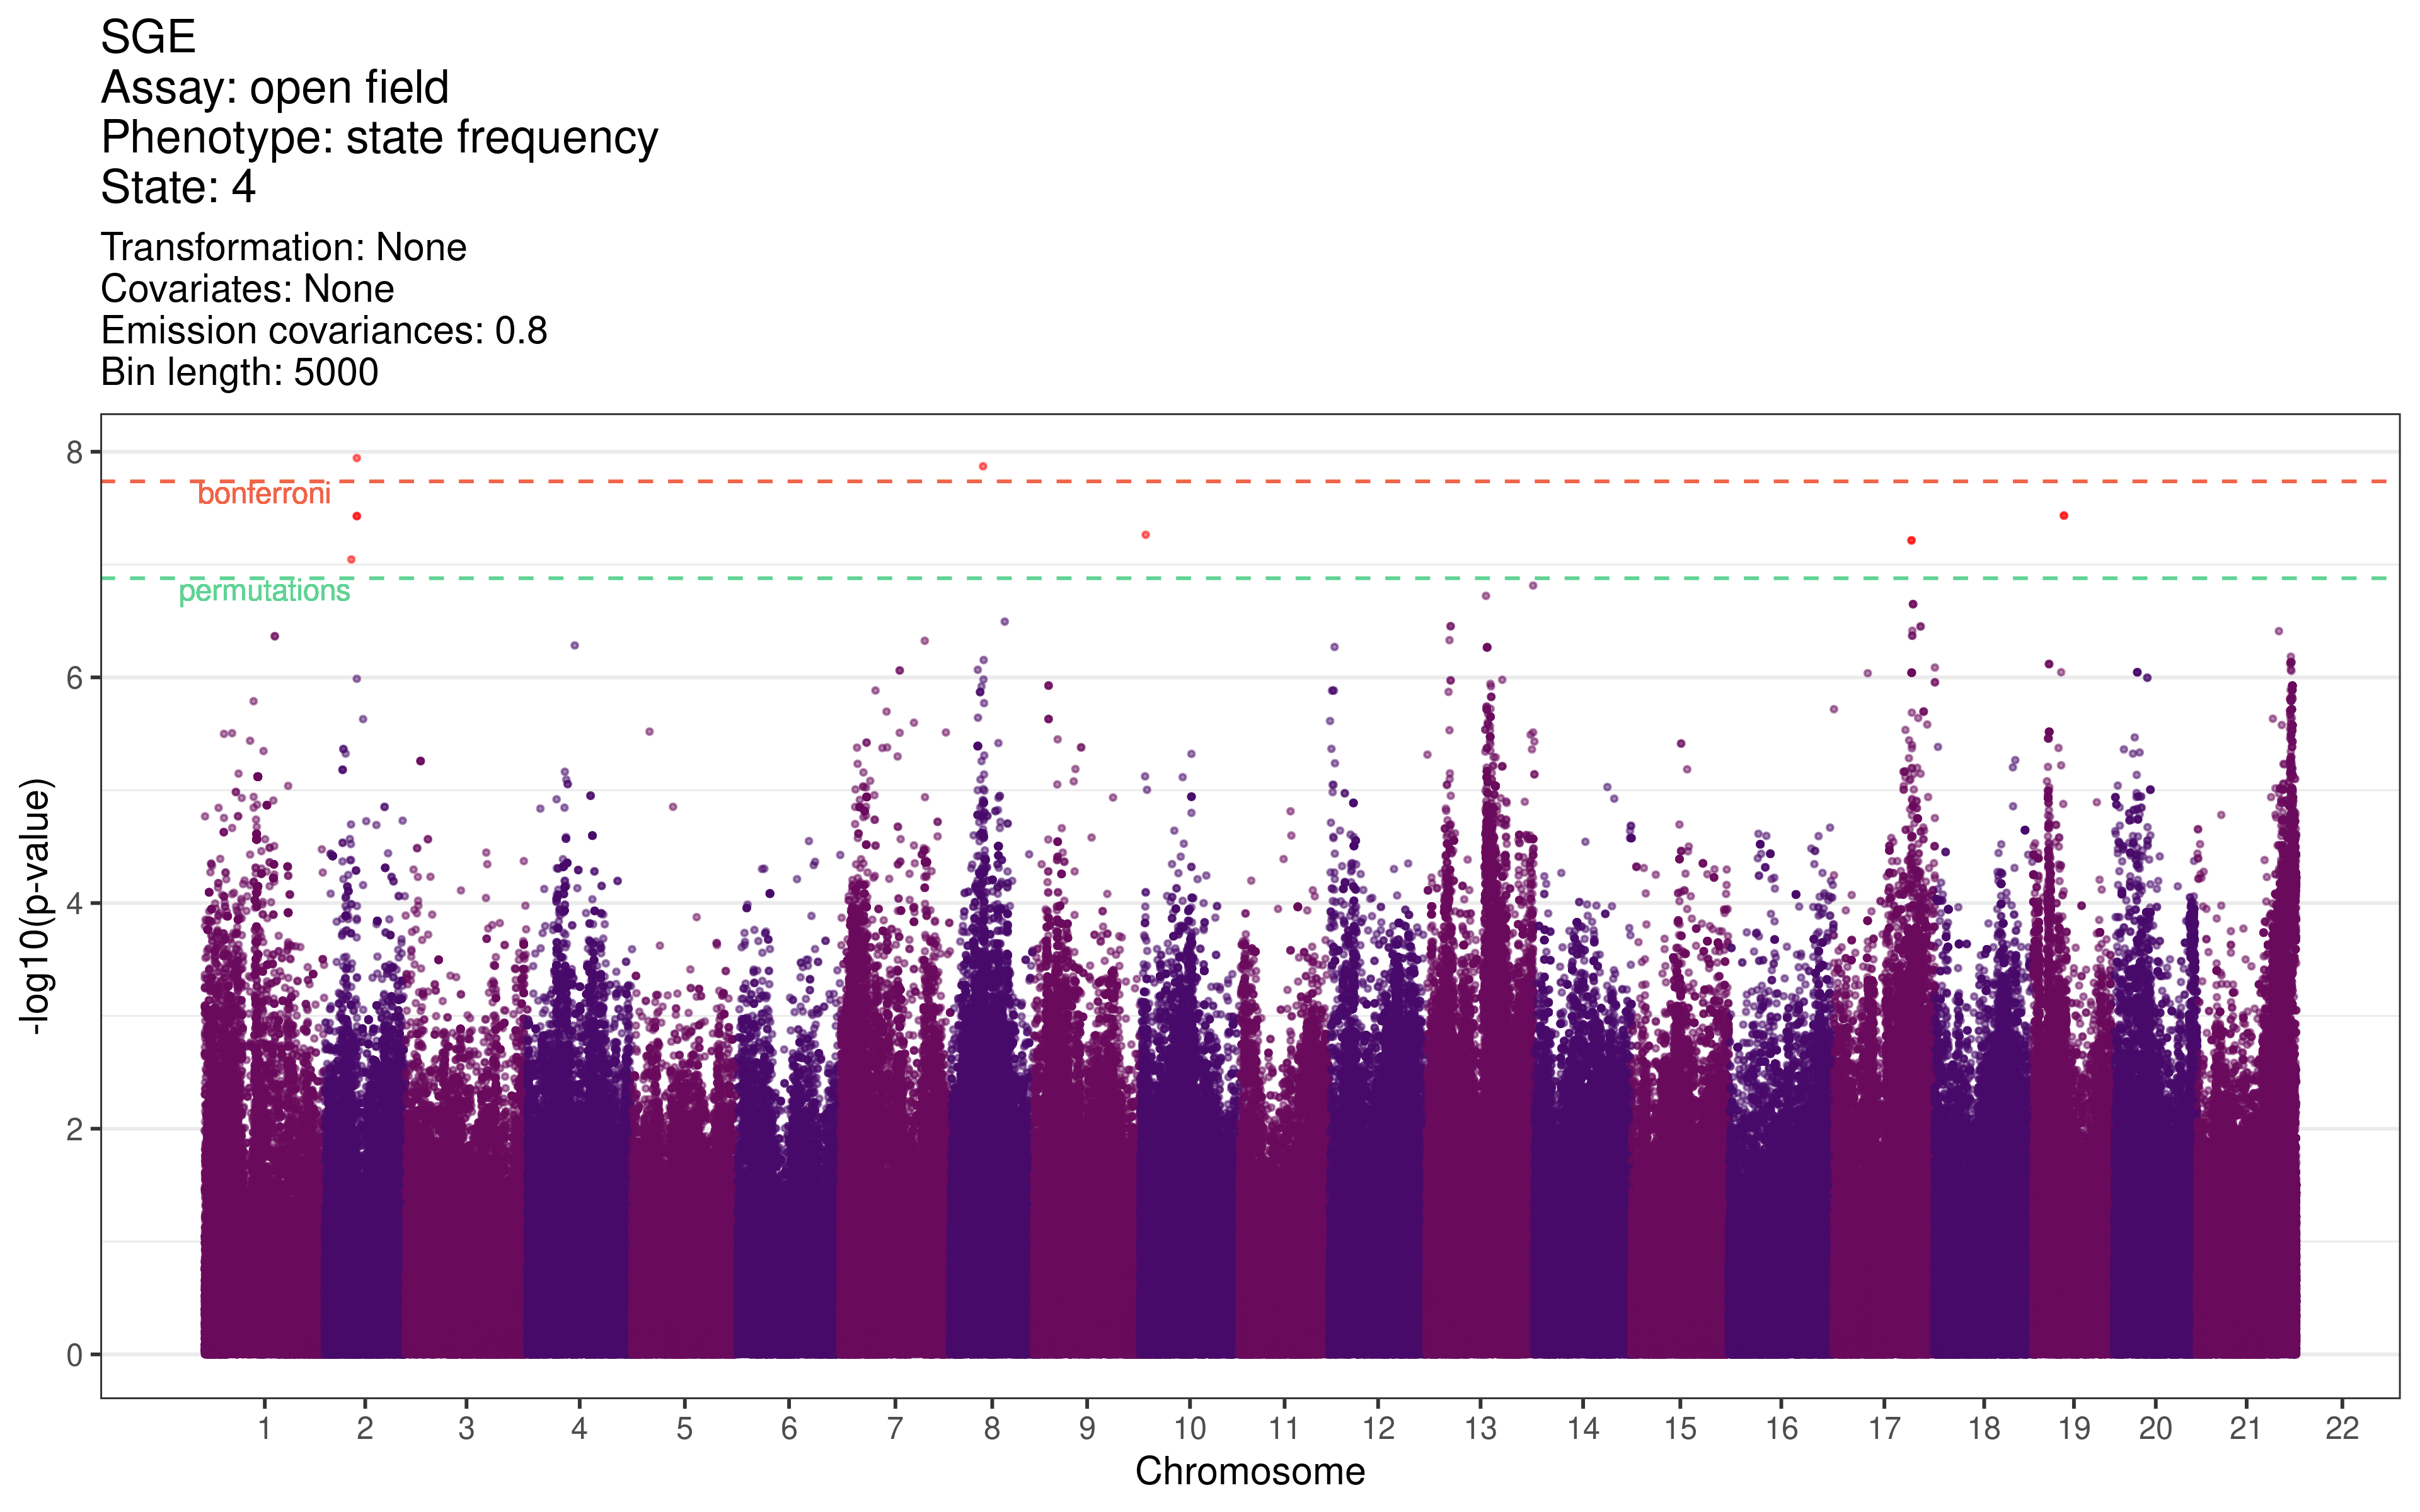 SGE
Assay: open field
Phenotype: state frequency
State: 4
Transformation: None
Covariates: None
Emission covariances: 0.8
Bin length: 5000
8
bonferroni
permutations
6
4
2
0
-log10(p-value)
1 2 3 4 5 6 7 8 9 10 11 12 13 14 15 16 17 18 19 20 21 22
Chromosome